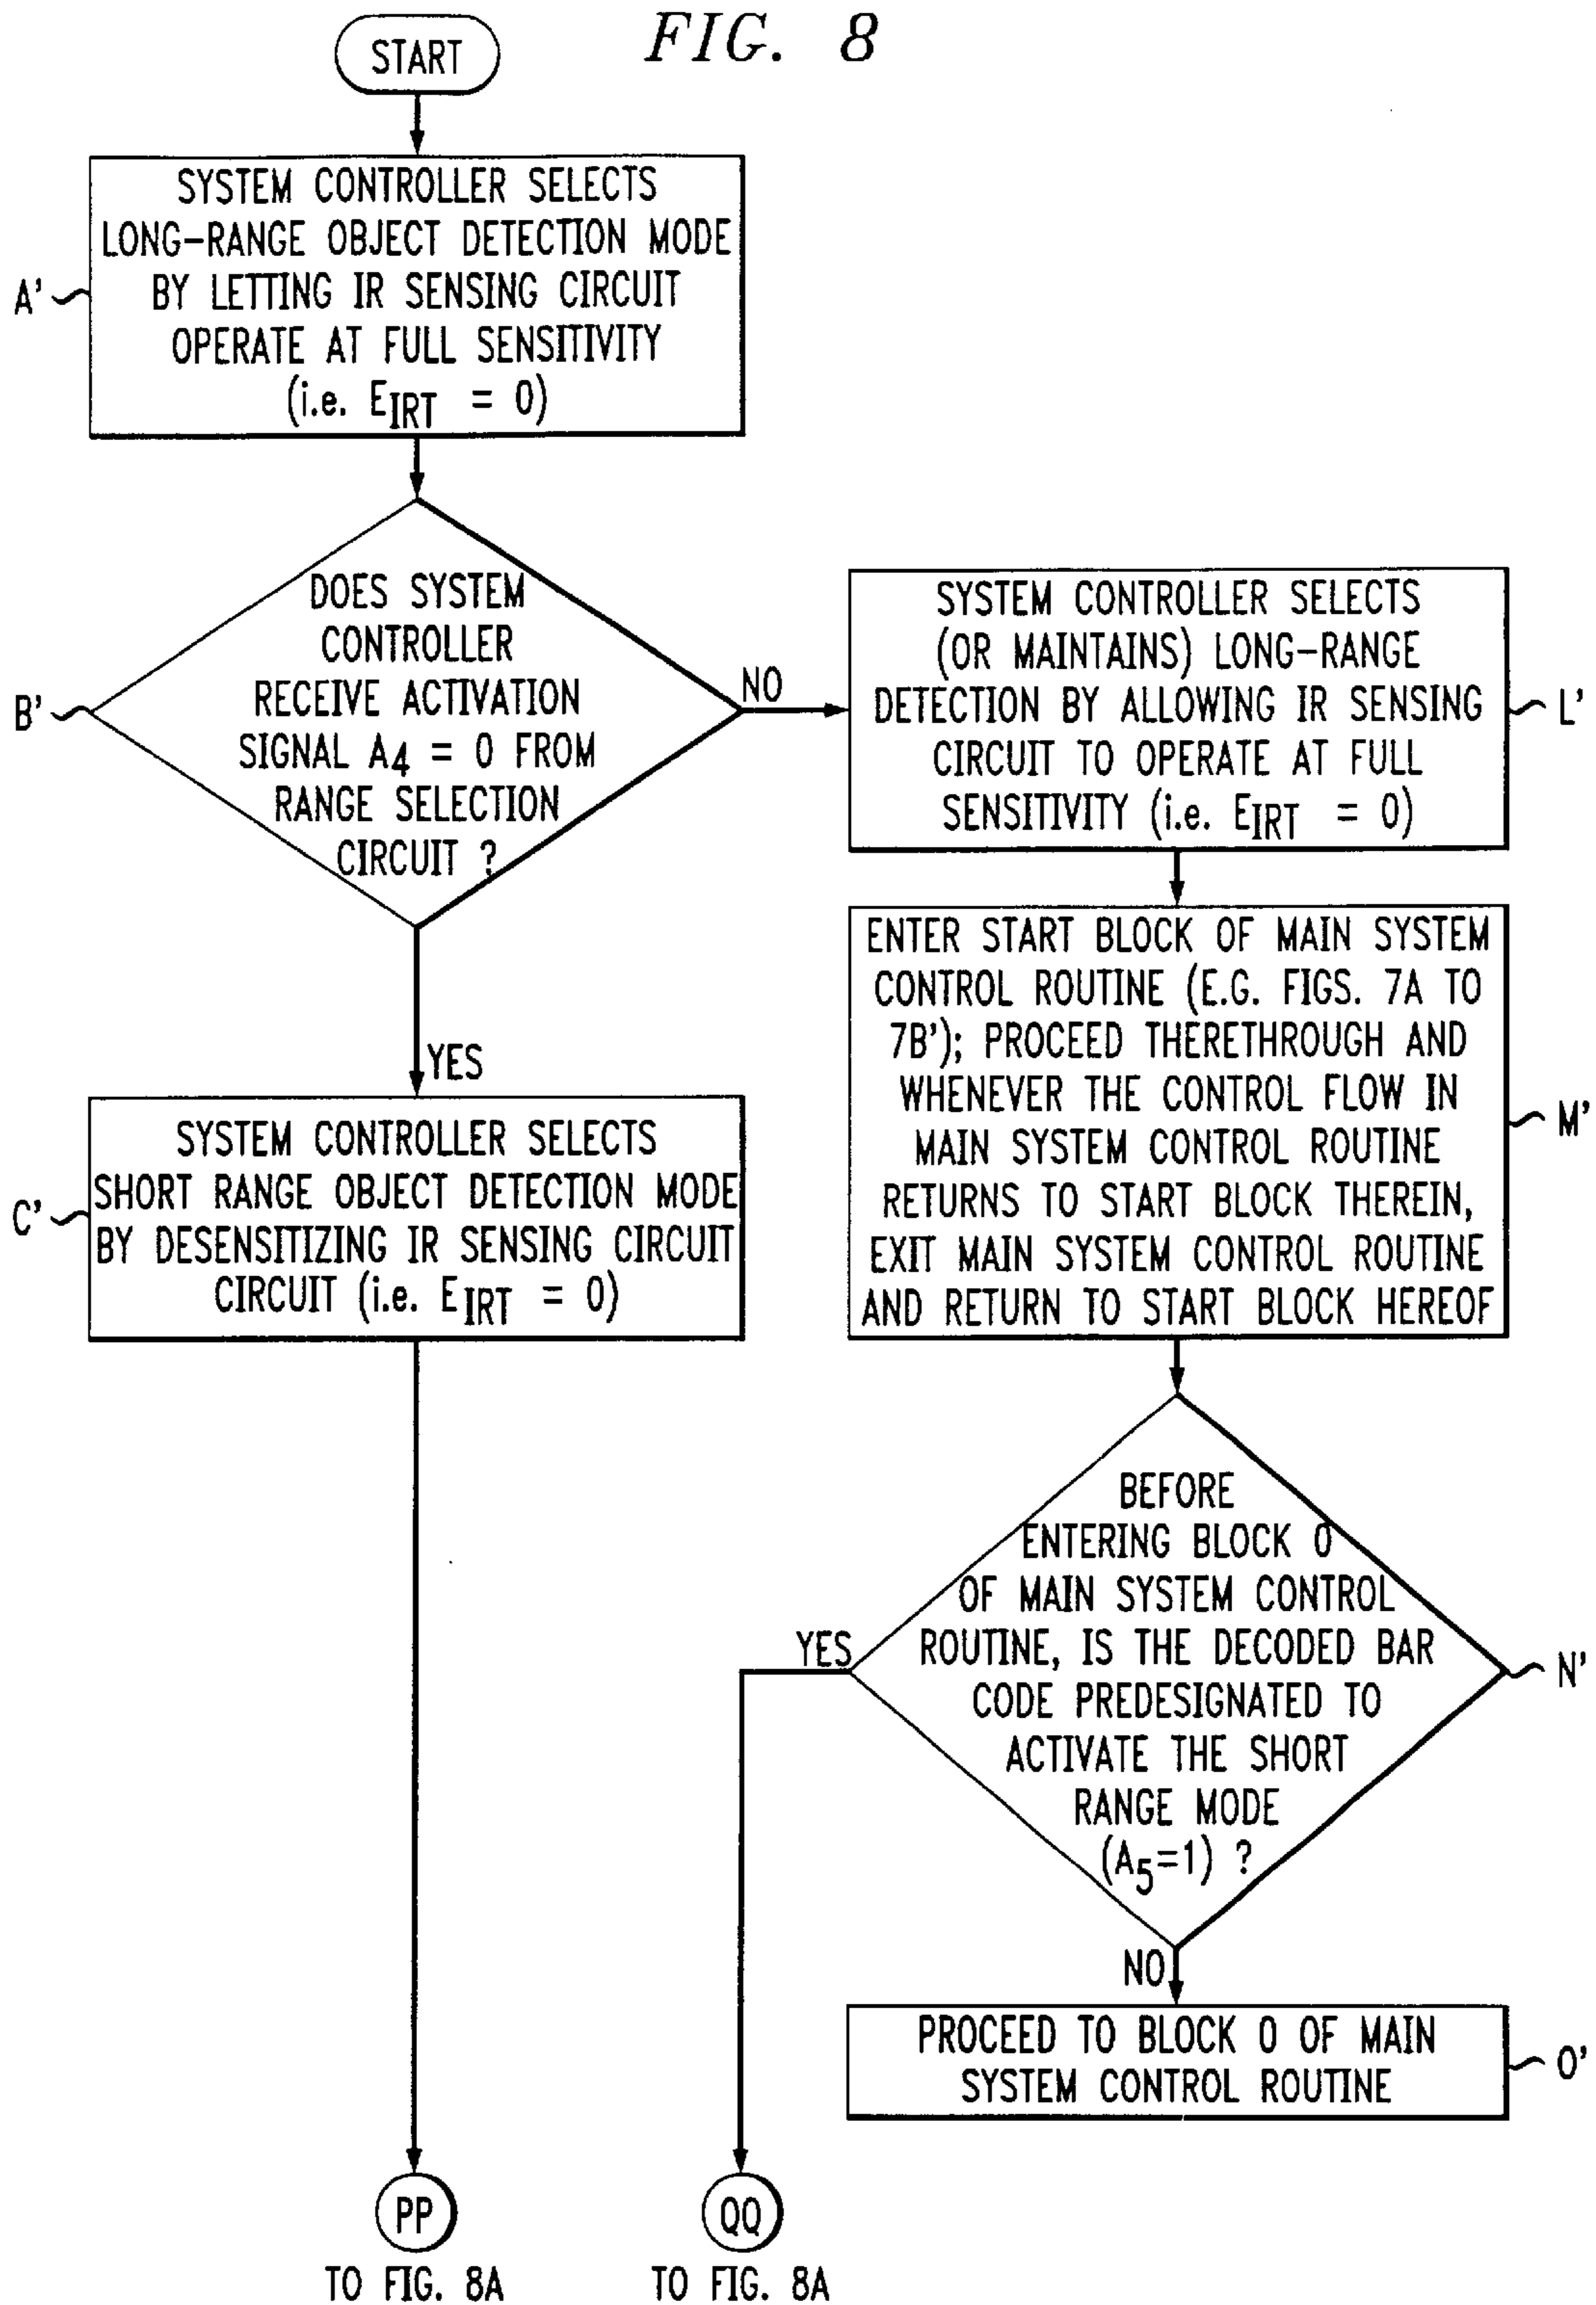 FIG. 8
START
A'
SYSTEM CONTROLLER SELECTS
LONG-RANGE OBJECT DETECTION MODE
BY LETTING IR SENSING CIRCUIT
OPERATE AT FULL SENSITIVITY
(i.e. EIRT = 0)
B'
DOES SYSTEM
CONTROLLER
RECEIVE ACTIVATION
SIGNAL A4 = 0 FROM
RANGE SELECTION
CIRCUIT ?
NO
YES
C'
SYSTEM CONTROLLER SELECTS
SHORT RANGE OBJECT DETECTION MODE
BY DESENSITIZING IR SENSING CIRCUIT
CIRCUIT (i.e. EIRT = 0)
SYSTEM CONTROLLER SELECTS
(OR MAINTAINS) LONG-RANGE
DETECTION BY ALLOWING IR SENSING
CIRCUIT TO OPERATE AT FULL
SENSITIVITY (i.e. EIRT = 0)
L'
ENTER START BLOCK OF MAIN SYSTEM
CONTROL ROUTINE (E.G. FIGS. 7A TO
7B'); PROCEED THERETHROUGH AND
WHENEVER THE CONTROL FLOW IN
MAIN SYSTEM CONTROL ROUTINE
RETURNS TO START BLOCK THEREIN,
EXIT MAIN SYSTEM CONTROL ROUTINE
AND RETURN TO START BLOCK HEREOF
M'
BEFORE
ENTERING BLOCK O
OF MAIN SYSTEM CONTROL
ROUTINE, IS THE DECODED BAR
CODE PREDESIGNATED TO
ACTIVATE THE SHORT
RANGE MODE
(A5=1) ?
N'
YES
NO
PROCEED TO BLOCK O OF MAIN
SYSTEM CONTROL ROUTINE
O'
PP
TO FIG. 8A
QQ
TO FIG. 8A